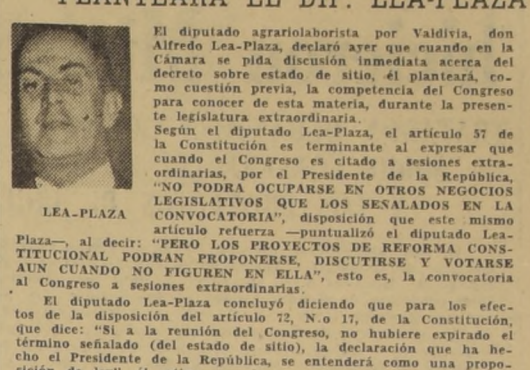 PLANTEARA EL DIP. LEA-PLAZA
El diputado agrariolaborista por Valdivia, don
Alfredo Lea-Plaza, declaró ayer que cuando en la
Cámara se pida discusión inmediata acerca del
decreto sobre estado de sitio, él planteará, co-
mo cuestión previa, la competencia del Congreso
para conocer de esta materia, durante la presen-
te legislatura extraordinaria.
Según el diputado Lea-Plaza, el artículo 57 de
la Constitución es terminante al expresar que
cuando el Congreso es citado a sesiones extra-
ordinarias, por el Presidente de la República,
"NO PODRA OCUPARSE EN OTROS NEGOCIOS
LEGISLATIVOS QUE LOS SEÑALADOS EN LA
CONVOCATORIA", disposición que este mismo
artículo refuerza —puntualizó el diputado Lea-
Plaza—, al decir: "PERO LOS PROYECTOS DE REFORMA CONS-
TITUCIONAL PODRAN PROPONERSE, DISCUTIRSE Y VOTARSE
AUN CUANDO NO FIGUREN EN ELLA", esto es, la convocatoria
al Congreso a sesiones extraordinarias.
El diputado Lea-Plaza concluyó diciendo que para los efec-
tos de la disposición del artículo 72, N.o 17, de la Constitución,
que dice: "Si a la reunión del Congreso, no hubiere expirado el
término señalado (del estado de sitio), la declaración que ha he-
cho el Presidente de la República, se entenderá como una propo-
LEA-PLAZA